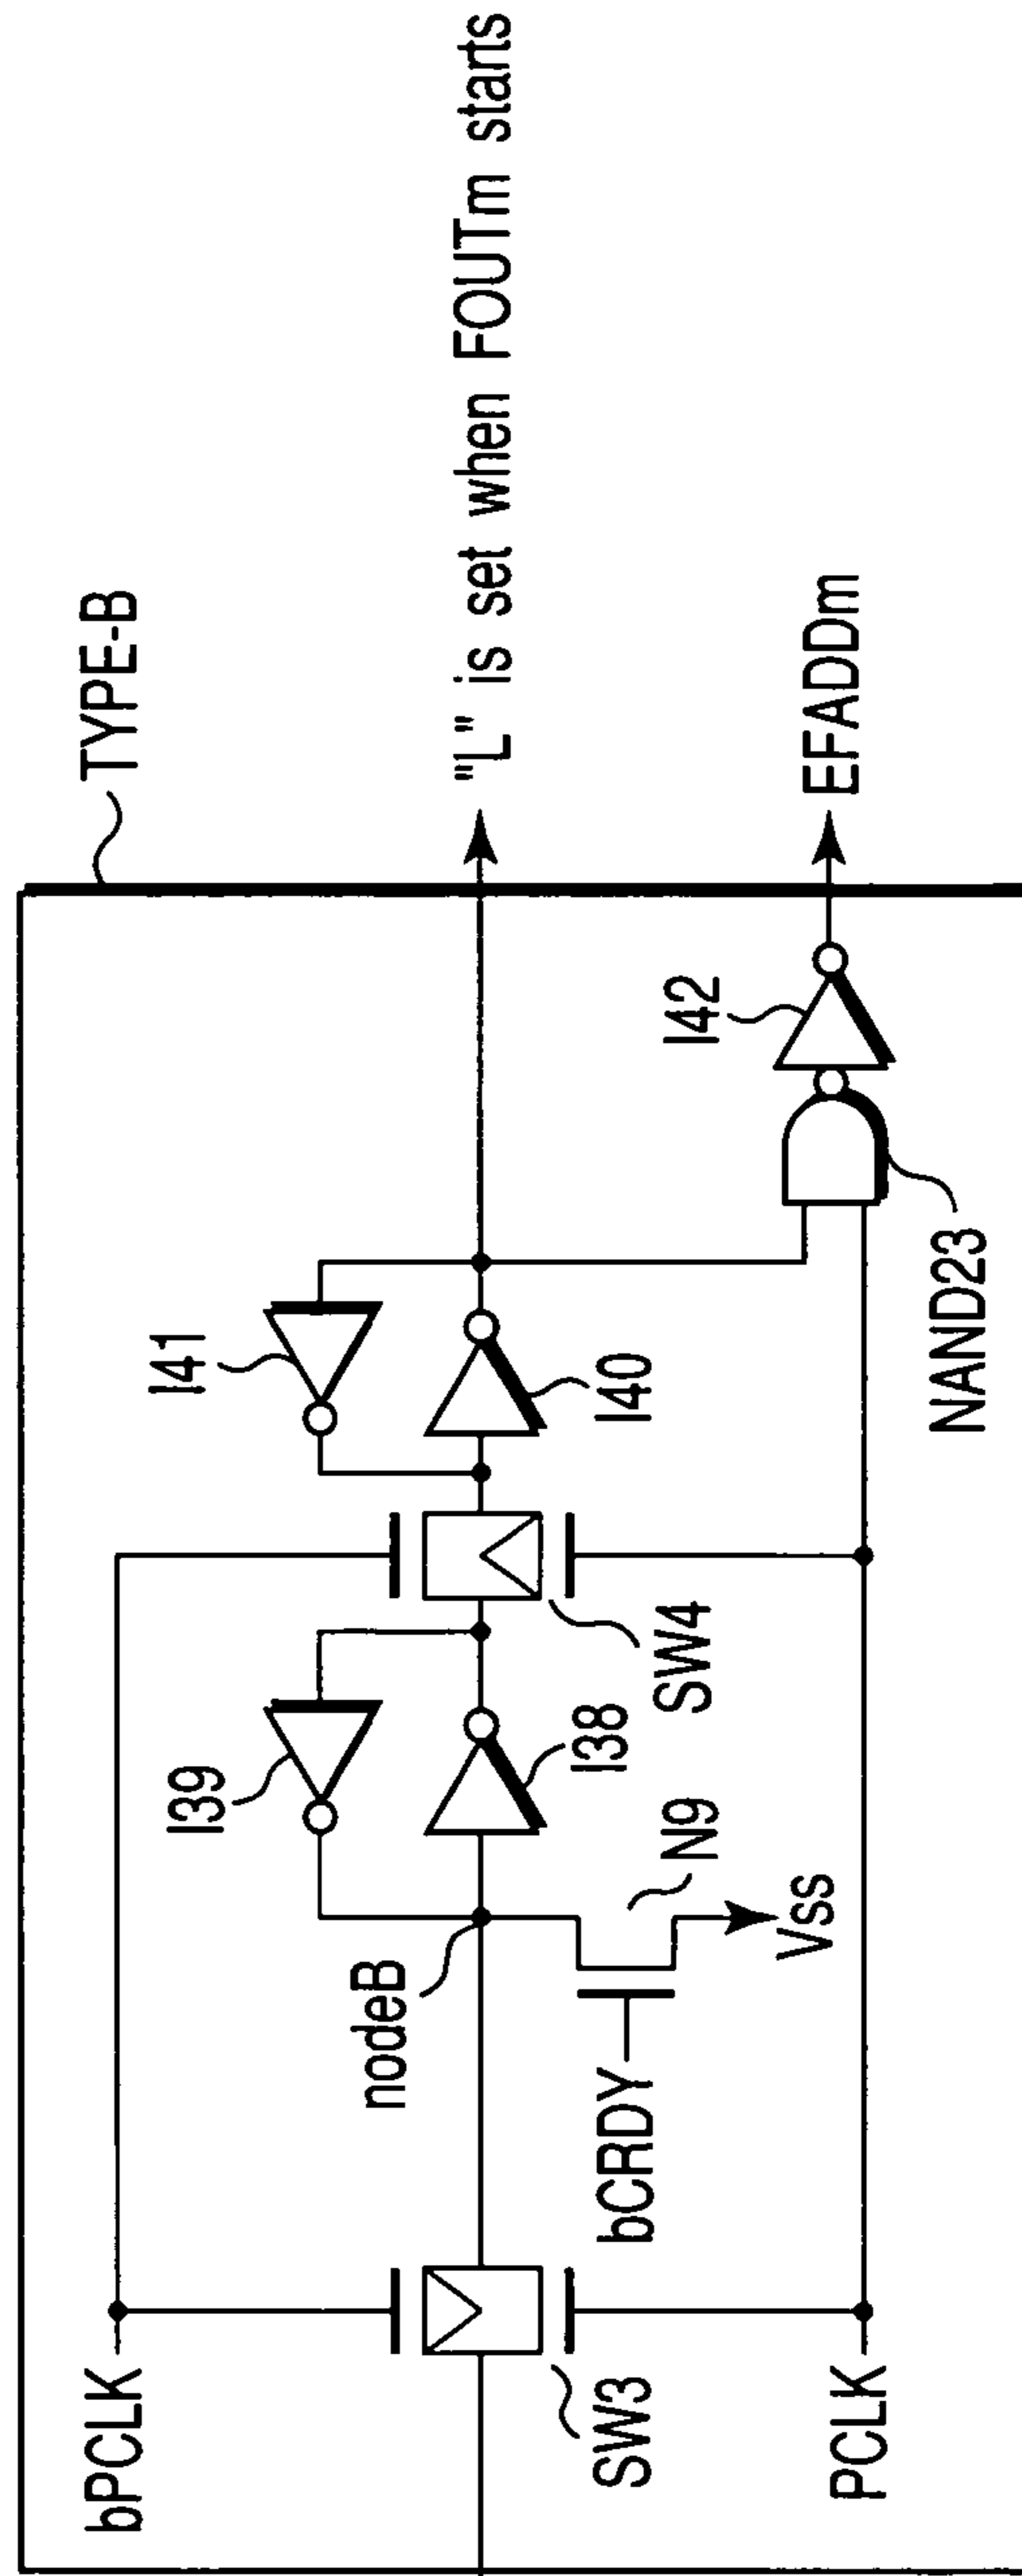 TYPE-B
bPCLK
I39
I41
nodeB
"L" is set when FOUTm starts
I38
I40
SW3
bCRDY
N9
SW4
I42
Vss
EFADDm
PCLK
NAND23